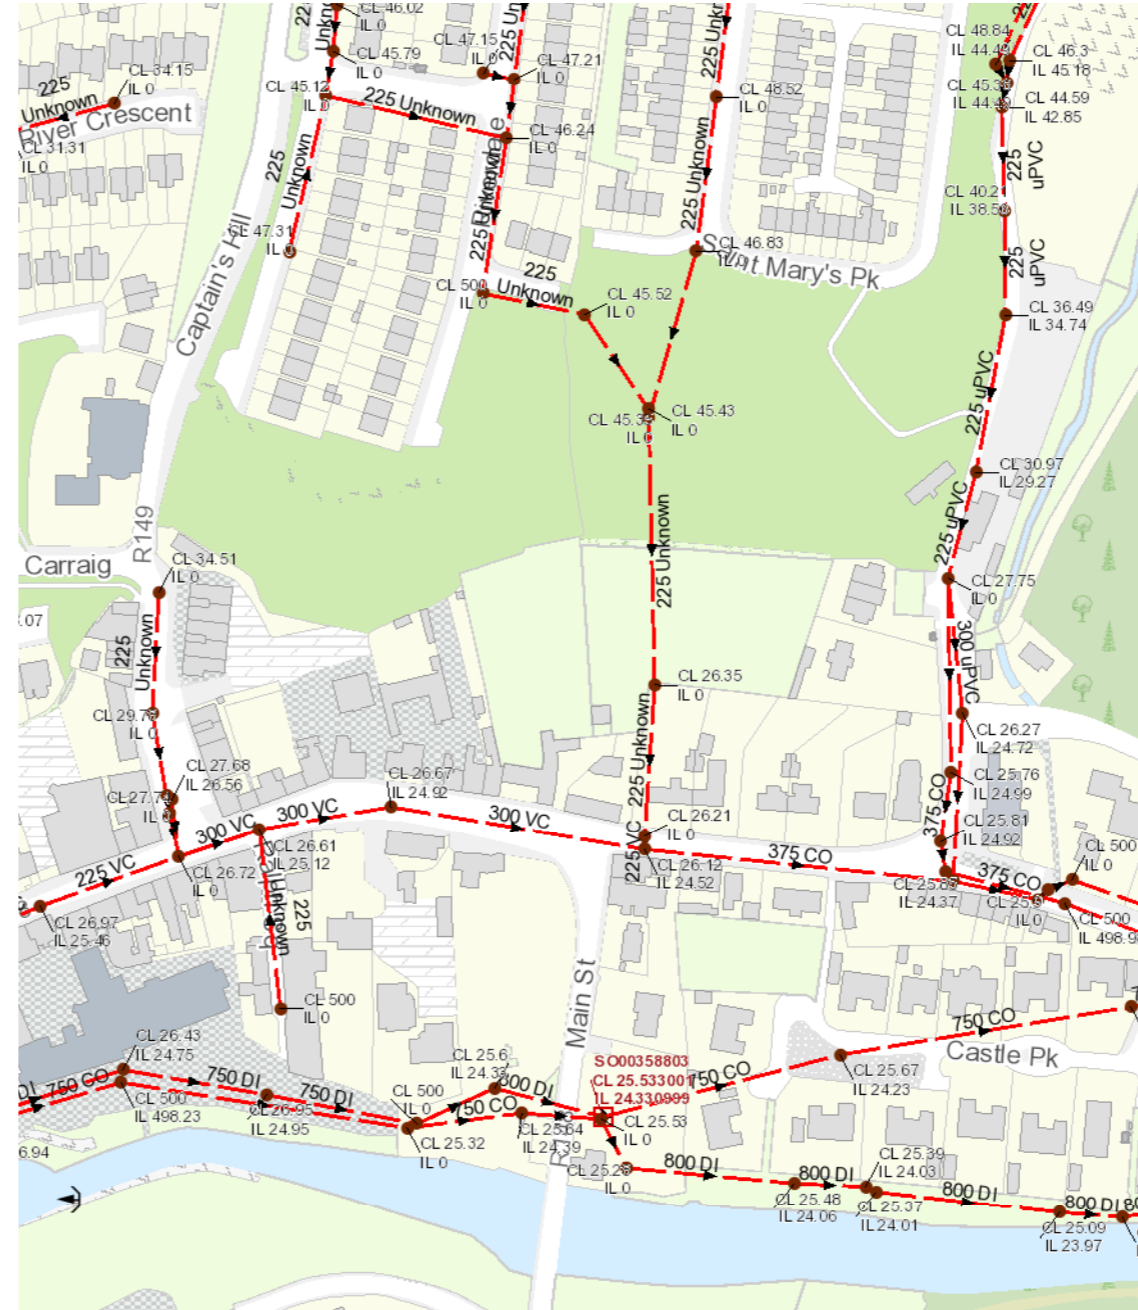 CL 46.02
IL 0
CL 45.79
IL 0
CL 47.15
IL 0
CL 47.21
IL 0
225 Unknown
CL 48.52
IL 0
CL 48.84
IL 44.49
CL 46.3
IL 45.18
CL 44.59
IL 42.85
225
Unknown
CL 34.15
IL 0
River Crescent
CL 31.31
IL 0
CL 45.12
IL 0
225 Unknown
CL 46.24
IL 0
225
Unknown
CL 47.31
Captain's Hill
225 Unknown
225
uPVC
IL 38.56
225
uPVC
CL 46.83
IL 0
Saint Mary's Pk
CL 500
IL 0
225
Unknown
CL 45.52
IL 0
CL 36.49
IL 34.74
CL 45.43
IL 0
IL 0
225 uPVC
CL 30.97
IL 29.27
225 uPVC
R149
Carraig
CL 34.51
IL 0
225 Unknown
CL 27.75
IL 0
300 uPVC
225
Unknown
CL 26.35
IL 0
CL 29.78
IL 0
CL 26.27
IL 24.72
225 Unknown
CL 27.68
IL 26.56
CL 26.67
IL 24.92
CL 25.76
IL 24.99
375 CO
CL 25.81
IL 24.92
300 VC
300 VC
300 VC
CL 26.21
IL 0
225 VC
CL 26.12
IL 24.52
375 CO
IL 24.37
375 CO
CL 500
IL 0
225 VC
CL 26.72
IL 0
CL 26.61
IL 25.12
CL 26.97
IL 25.46
225
Unknown
IL 0
CL 500
IL 498.9
CL 500
IL 0
Main St
CL 26.43
IL 24.75
750 CO
CL 500
IL 498.23
750 DI
750 DI
CL 26.95
IL 24.95
CL 500
IL 0
CL 25.32
IL 0
CL 25.6
IL 24.33
800 DI
750 CO
CL 25.64
IL 24.39
SO00358803
CL 25.533001
IL 24.330999
750 CO
CL 25.53
IL 0
CL 25.67
IL 24.23
750 CO
Castle Pk
IL 0
800 DI
800 DI
CL 25.48
IL 24.06
CL 25.39
IL 24.03
CL 25.37
IL 24.01
800 DI
CL 25.09
IL 23.97
800 DI
6.94